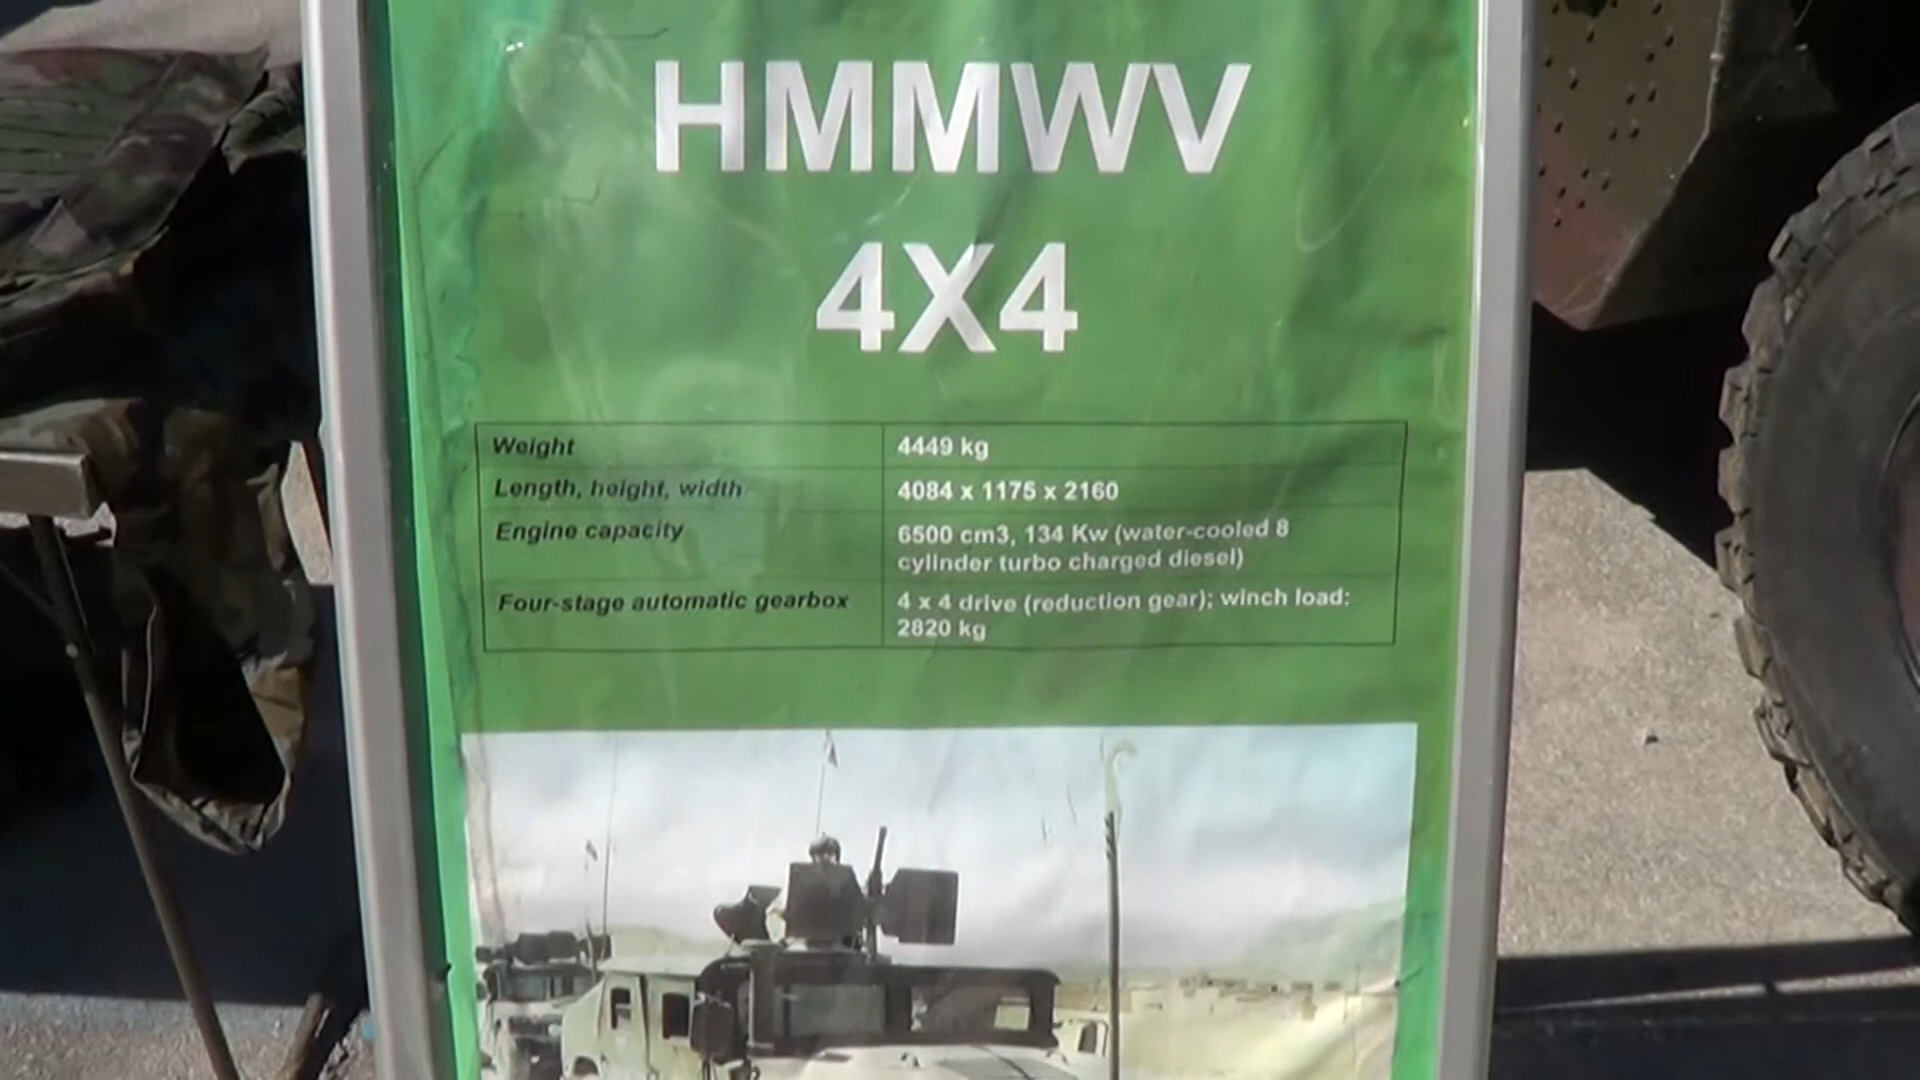 HMMWV
4X4
Weight 4449 kg
Length, height, width 4084 x 1175 x 2160
Engine capacity 6500 cm3, 134 Kw (water-cooled 8
cylinder turbo charged diesel)
Four-stage automatic gearbox 4 x 4 drive (reduction gear); winch load:
2820 kg